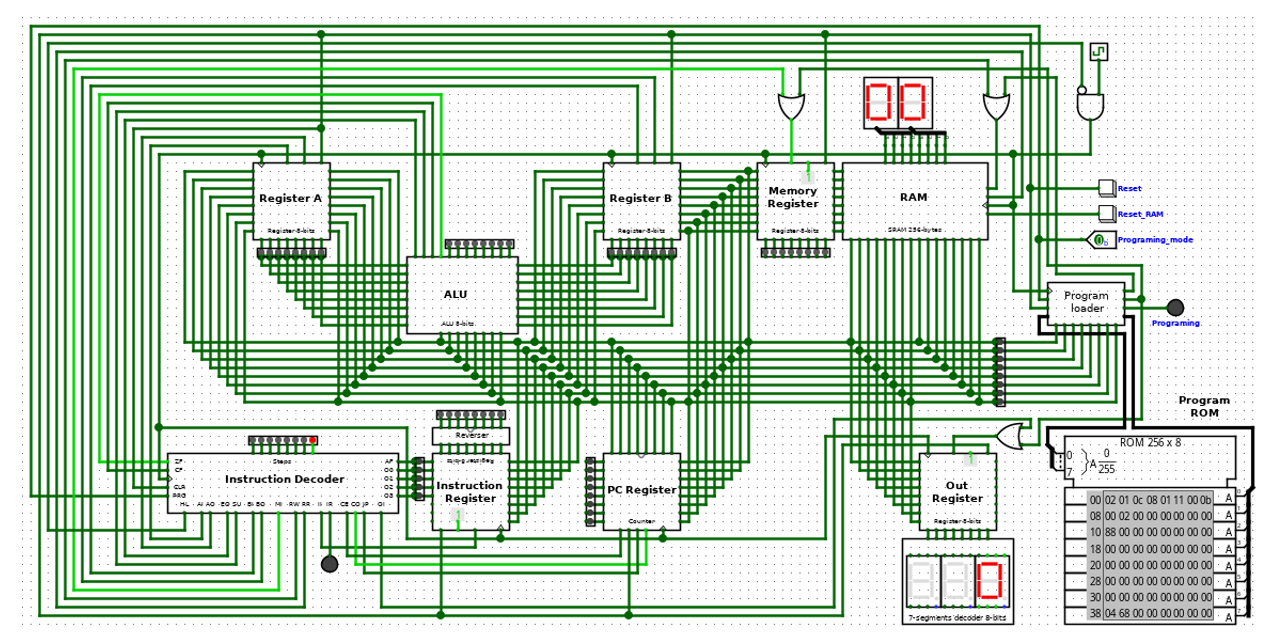 00
Register A
Register 8-bits
Register B
Register 8-bits
Memory
Register
Register 8-bits
1
RAM
SRAM 256-bytes
Reset
Reset_RAM
0
Programing_mode
ALU
ALU 8-bits
Program
loader
Programing
Program
ROM
ROM 256 x 8
0
7
A
0
255
00 02 01 0c 08 01 11 00 0b A
08 00 02 00 00 00 00 00 00 A
10 88 00 00 00 00 00 00 00 A
18 00 00 00 00 00 00 00 00 A
20 00 00 00 00 00 00 00 00 A
28 00 00 00 00 00 00 00 00 A
30 00 00 00 00 00 00 00 00 A
38 04 68 00 00 00 00 00 00 A
Reverser
Steps
ZF
CF
CLR
PRG
AF
O0
O1
O2
O3
Instruction Decoder
HL AI AO EO SU BI BO MI RW RR II IR CE CO JP OI
Instruction
Register
1
PC Register
Counter
1
Out
Register
Register 8-bits
0
7-segments decoder 8-bits